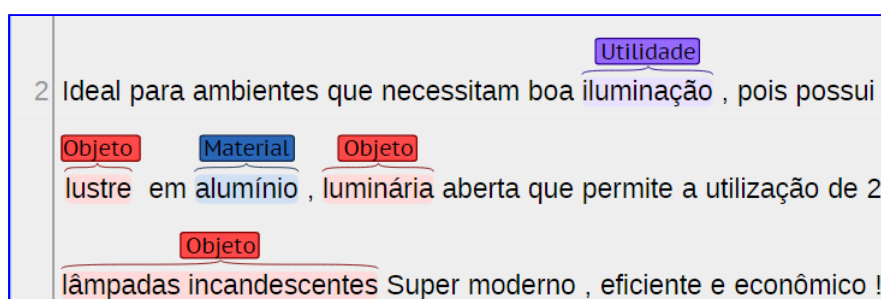 Utilidade
2 Ideal para ambientes que necessitam boa iluminação , pois possui
Objeto Material Objeto
lustre em alumínio , luminária aberta que permite a utilização de 2
Objeto
lâmpadas incandescentes Super moderno , eficiente e econômico !